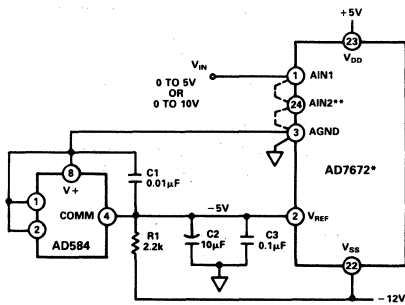 +5V
23
VDD
VIN
1
AIN1
0 TO 5V
OR
0 TO 10V
24
AIN2**
3
AGND
8
V+
C1
0.01µF
AD7672*
1
COMM
4
–5V
2
VREF
2
AD584
R1
2.2k
C2
10µF
C3
0.1µF
VSS
22
–12V